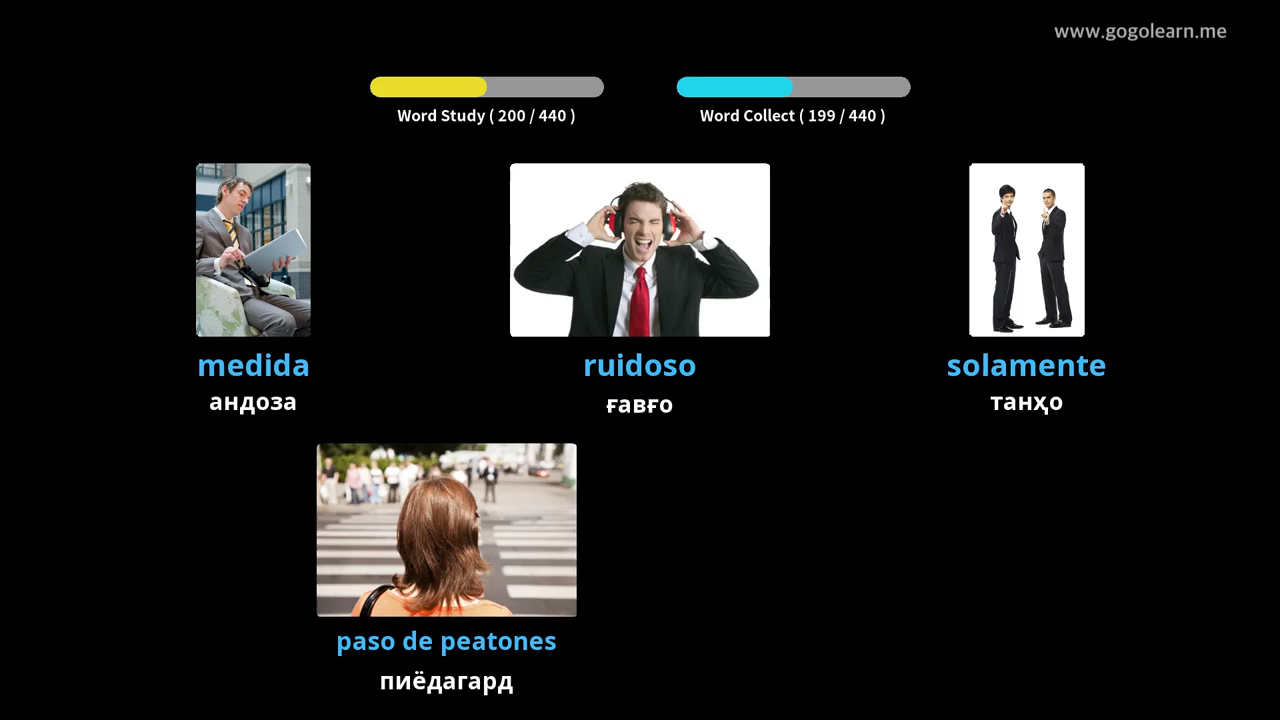 www.gogolearn.me
Word Study ( 200 / 440 )
Word Collect ( 199 / 440 )
medida
андоза
ruidoso
ғавғо
solamente
танҳо
paso de peatones
пиёдагард